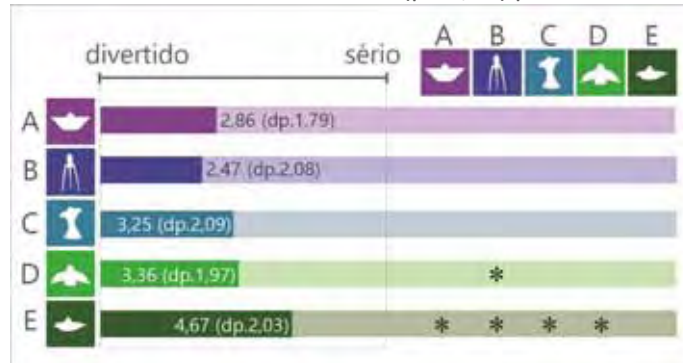 A B C D E
divertido sério
A 2.86 (dp.1.79)
B 2.47 (dp.2,08)
C 3,25 (dp.2,09)
D 3,36 (dp.1,97) *
E 4,67 (dp.2,03) * * * *